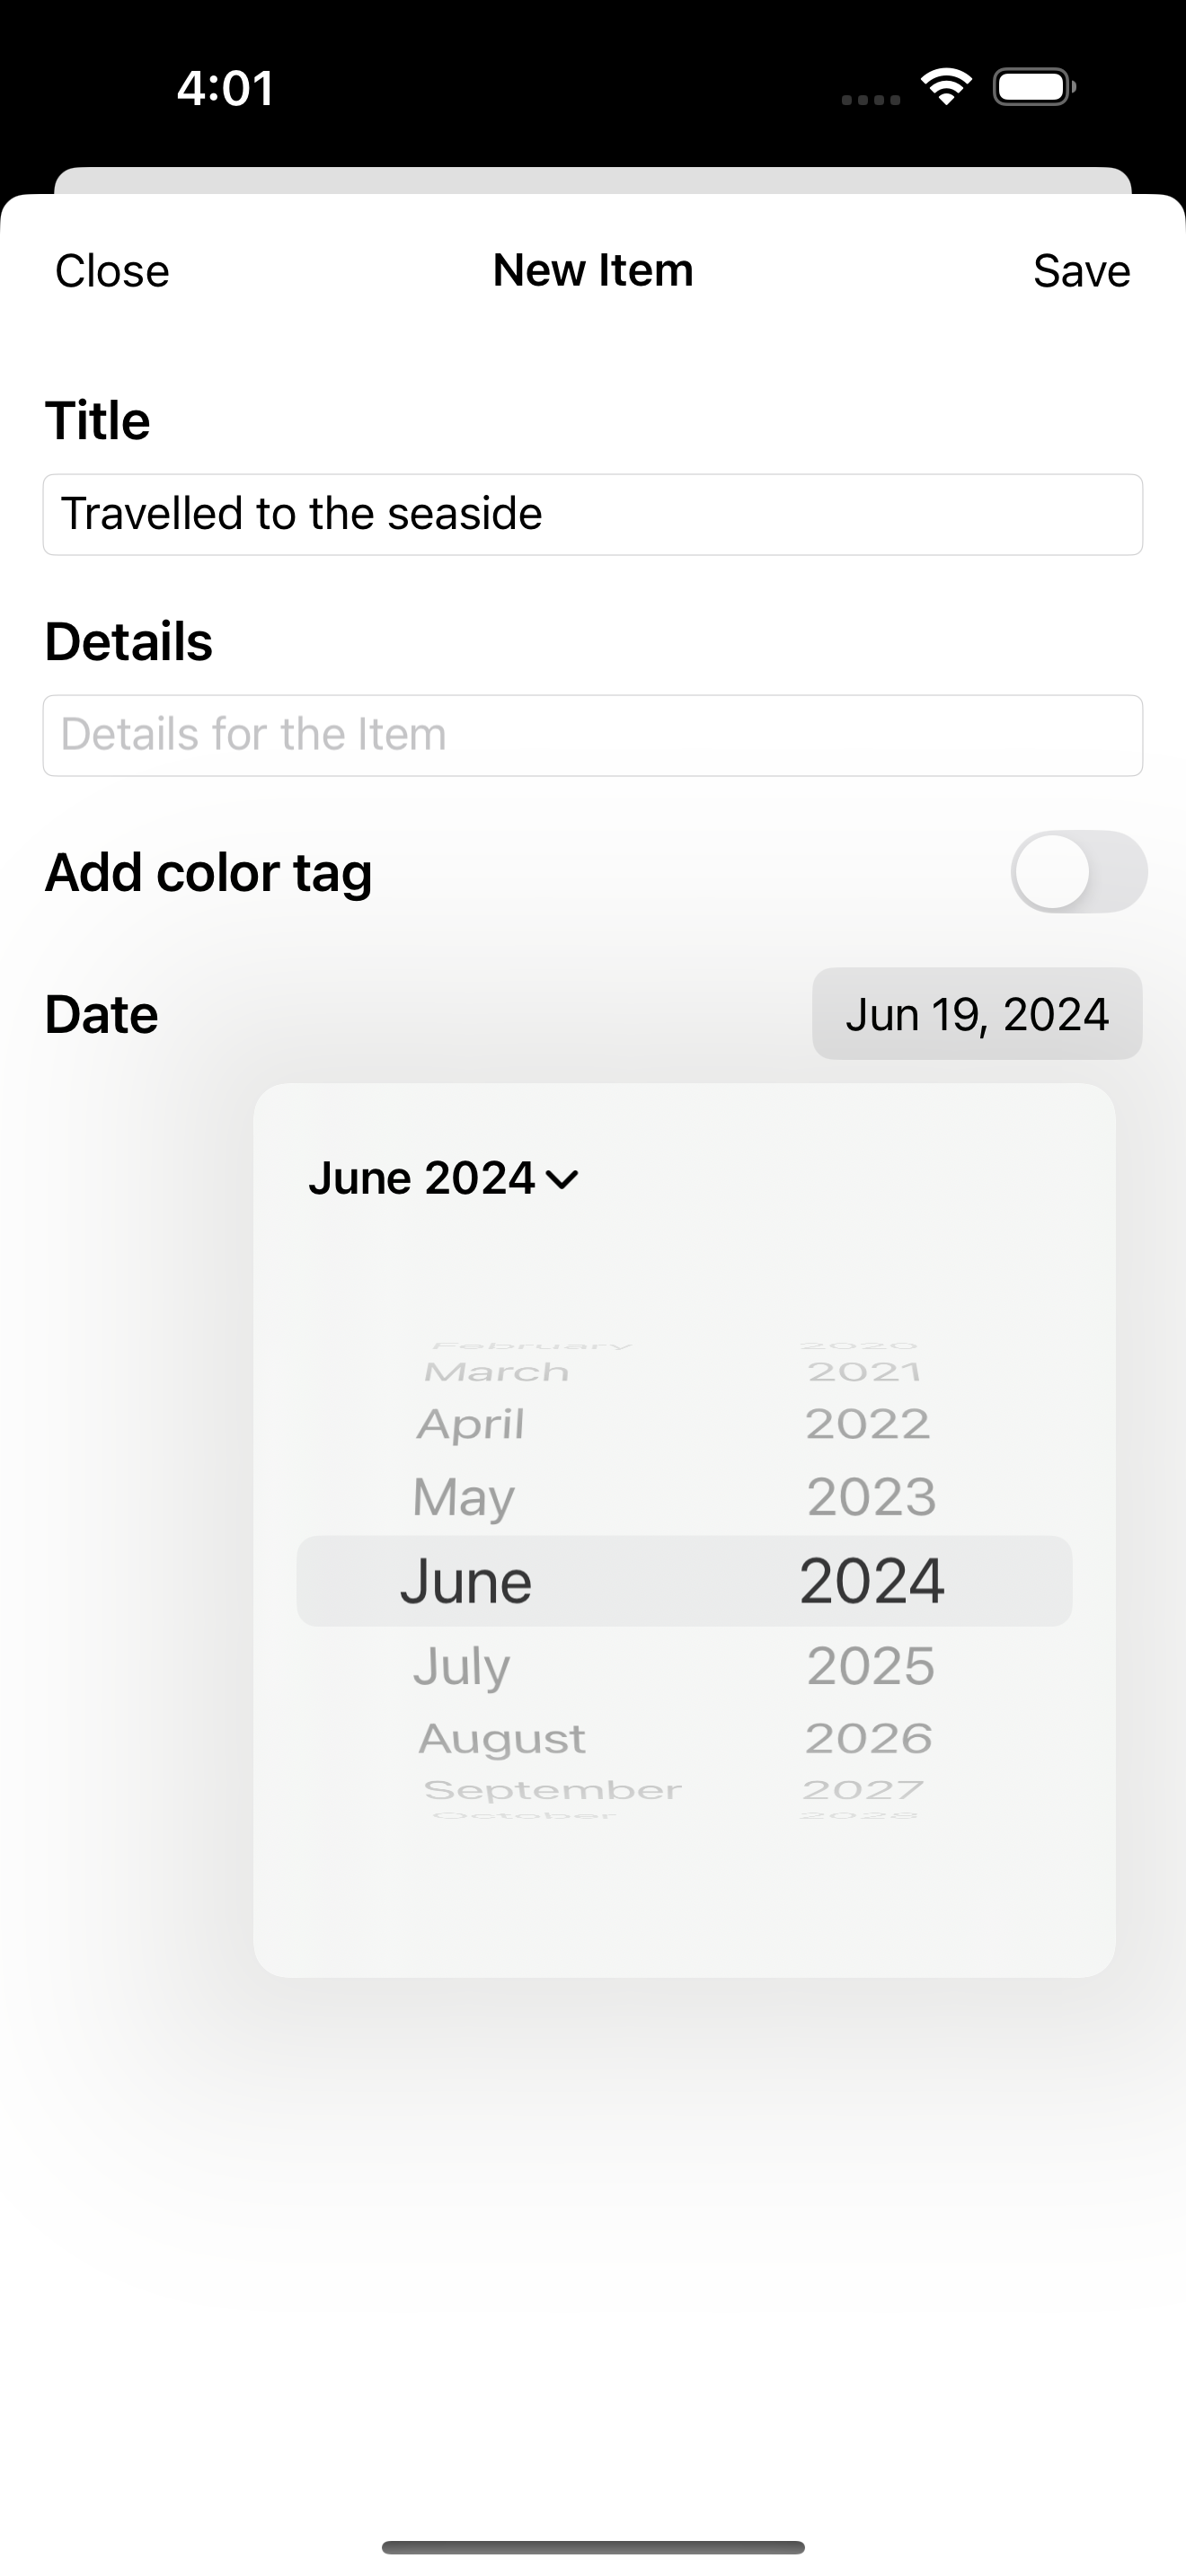 4:01
Close New Item Save
Title
Travelled to the seaside
Details
Details for the Item
Add color tag
Date Jun 19, 2024
June 2024
February 2020
March 2021
April 2022
May 2023
June 2024
July 2025
August 2026
September 2027
October 2028